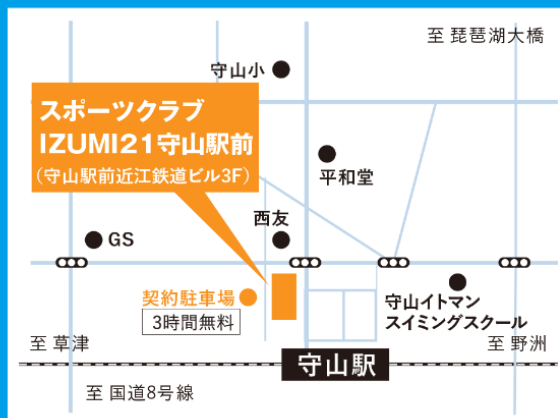 至 琵琶湖大橋
守山小
スポーツクラブ
IZUMI21守山駅前
(守山駅前近江鉄道ビル3F)
平和堂
西友
GS
契約駐車場
3時間無料
守山イトマン
スイミングスクール
至 草津
至 野洲
守山駅
至 国道8号線